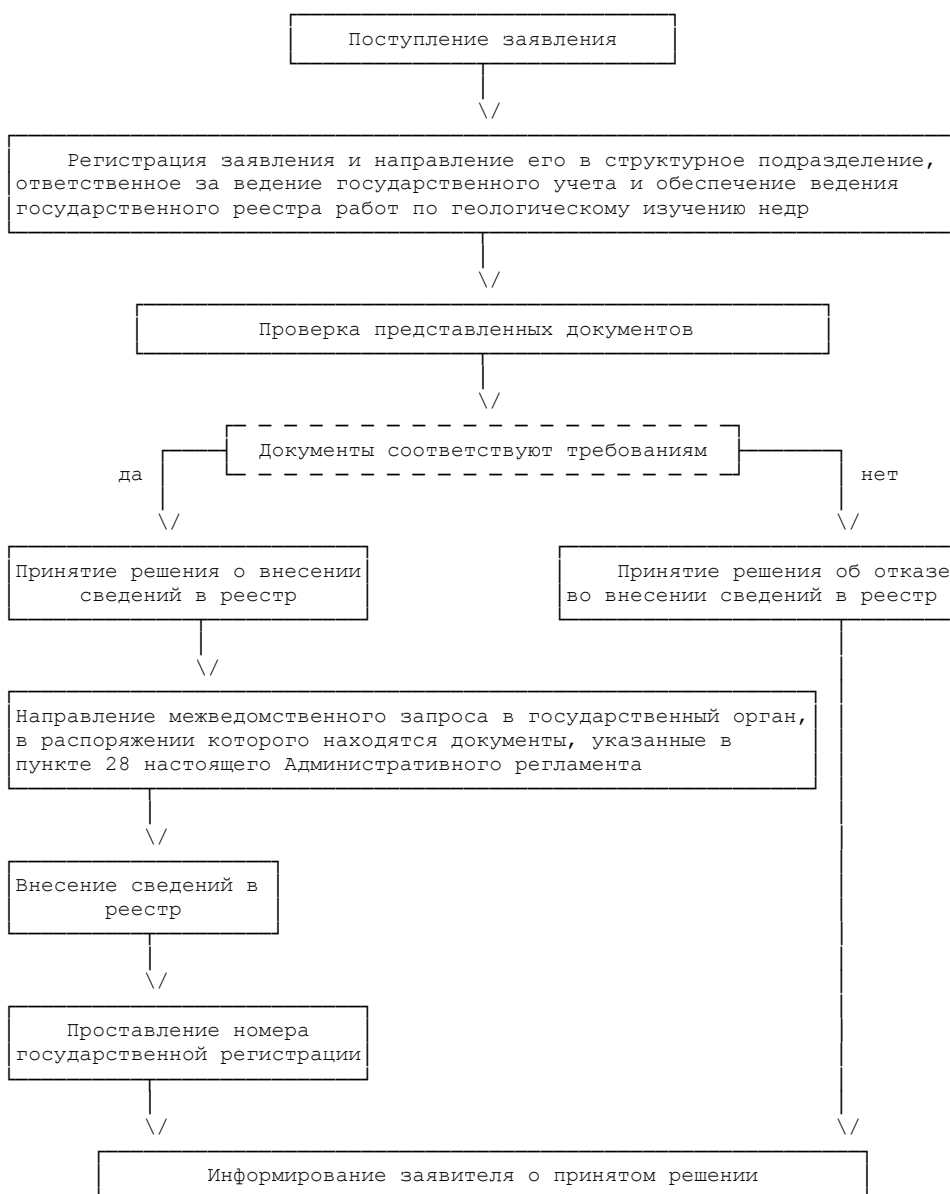 Поступление заявления
Регистрация заявления и направление его в структурное подразделение,
ответственное за ведение государственного учета и обеспечение ведения
государственного реестра работ по геологическому изучению недр
Проверка представленных документов
Документы соответствуют требованиям
да
нет
Принятие решения о внесении
сведений в реестр
Принятие решения об отказе
во внесении сведений в реестр
Направление межведомственного запроса в государственный орган,
в распоряжении которого находятся документы, указанные в
пункте 28 настоящего Административного регламента
Внесение сведений в
реестр
Проставление номера
государственной регистрации
Информирование заявителя о принятом решении